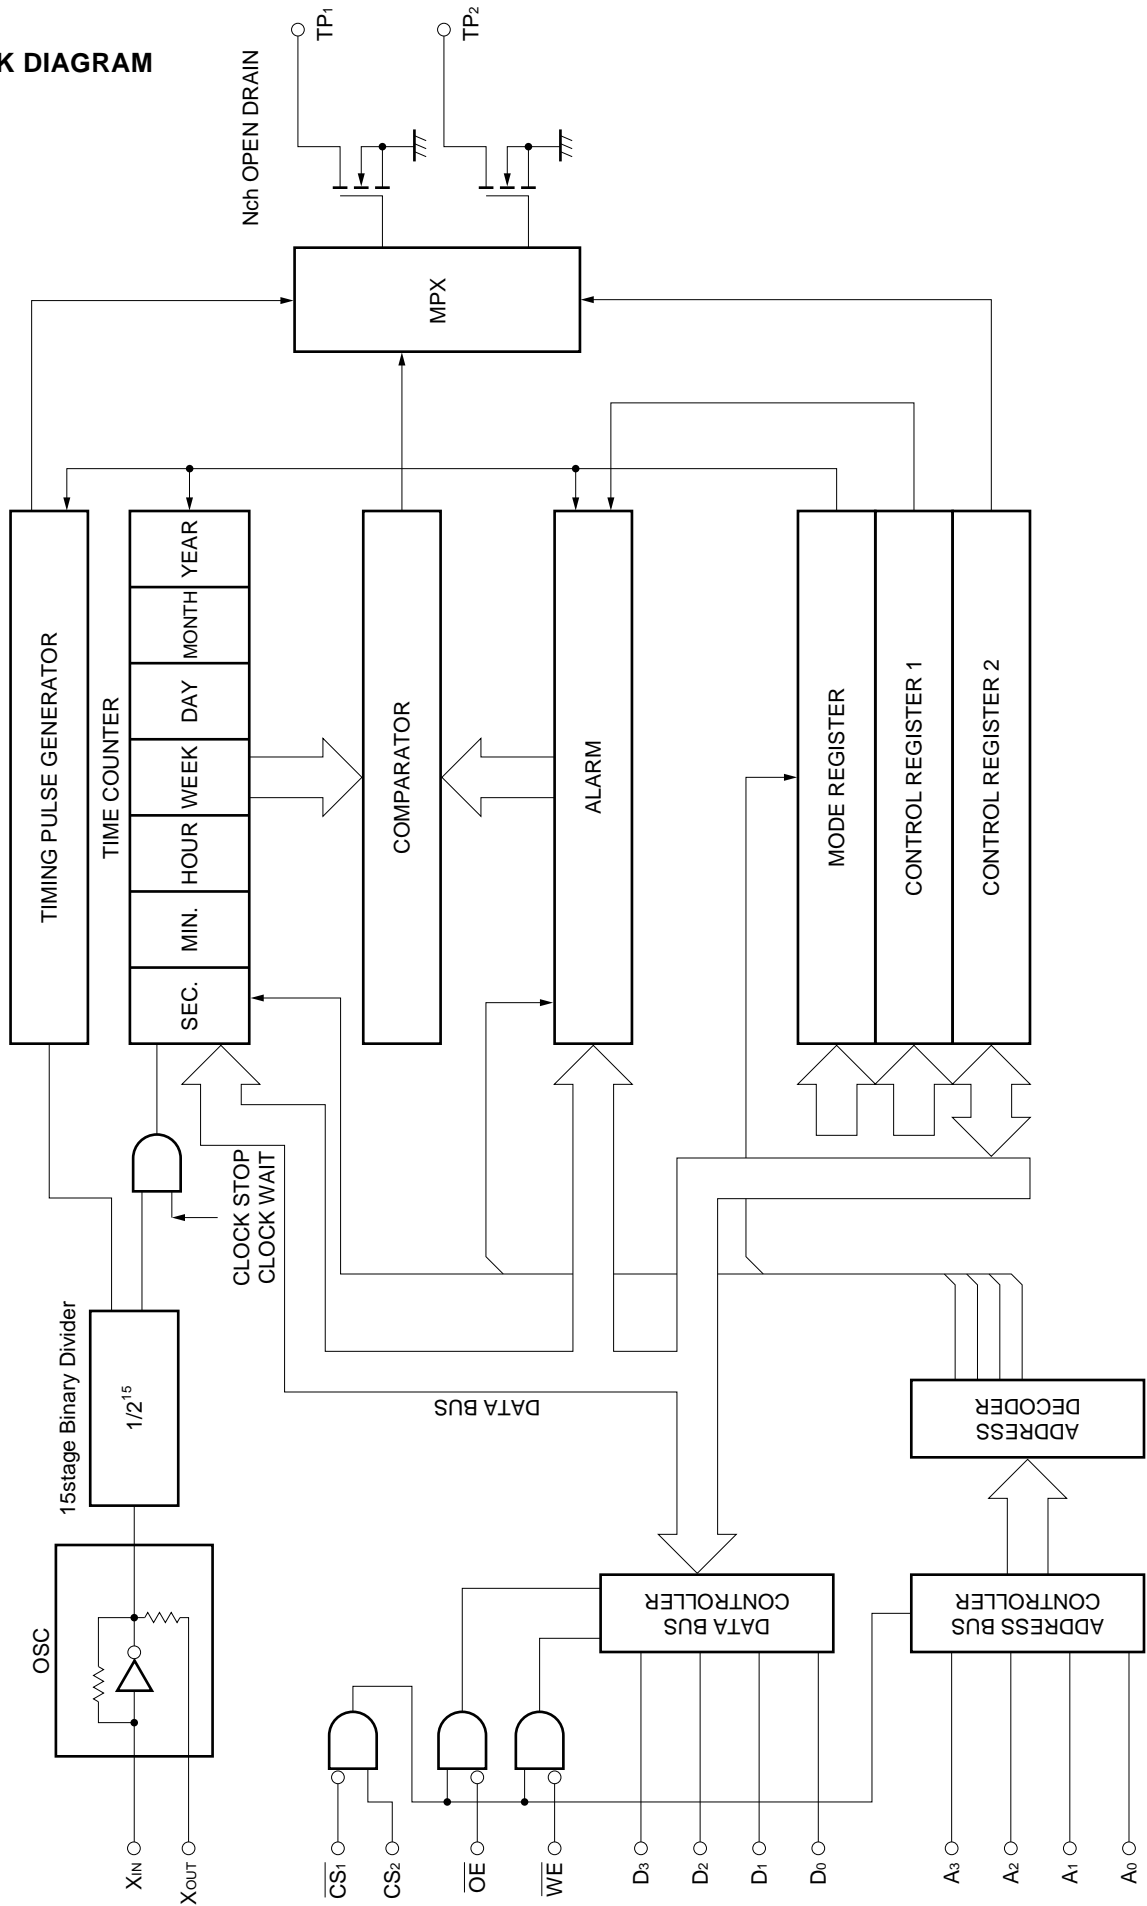 K DIAGRAM
TP1
TP2
Nch OPEN DRAIN
MPX
TIMING PULSE GENERATOR
TIME COUNTER
SEC.
MIN.
HOUR
WEEK
DAY
MONTH
YEAR
COMPARATOR
ALARM
MODE REGISTER
CONTROL REGISTER 1
CONTROL REGISTER 2
CLOCK STOP
CLOCK WAIT
15stage Binary Divider
1/2¹⁵
DATA BUS
ADDRESS
DECODER
OSC
DATA BUS
CONTROLLER
ADDRESS BUS
CONTROLLER
XIN
XOUT
C̅S̅1̅
CS2
O̅E̅
W̅E̅
D3
D2
D1
D0
A3
A2
A1
A0